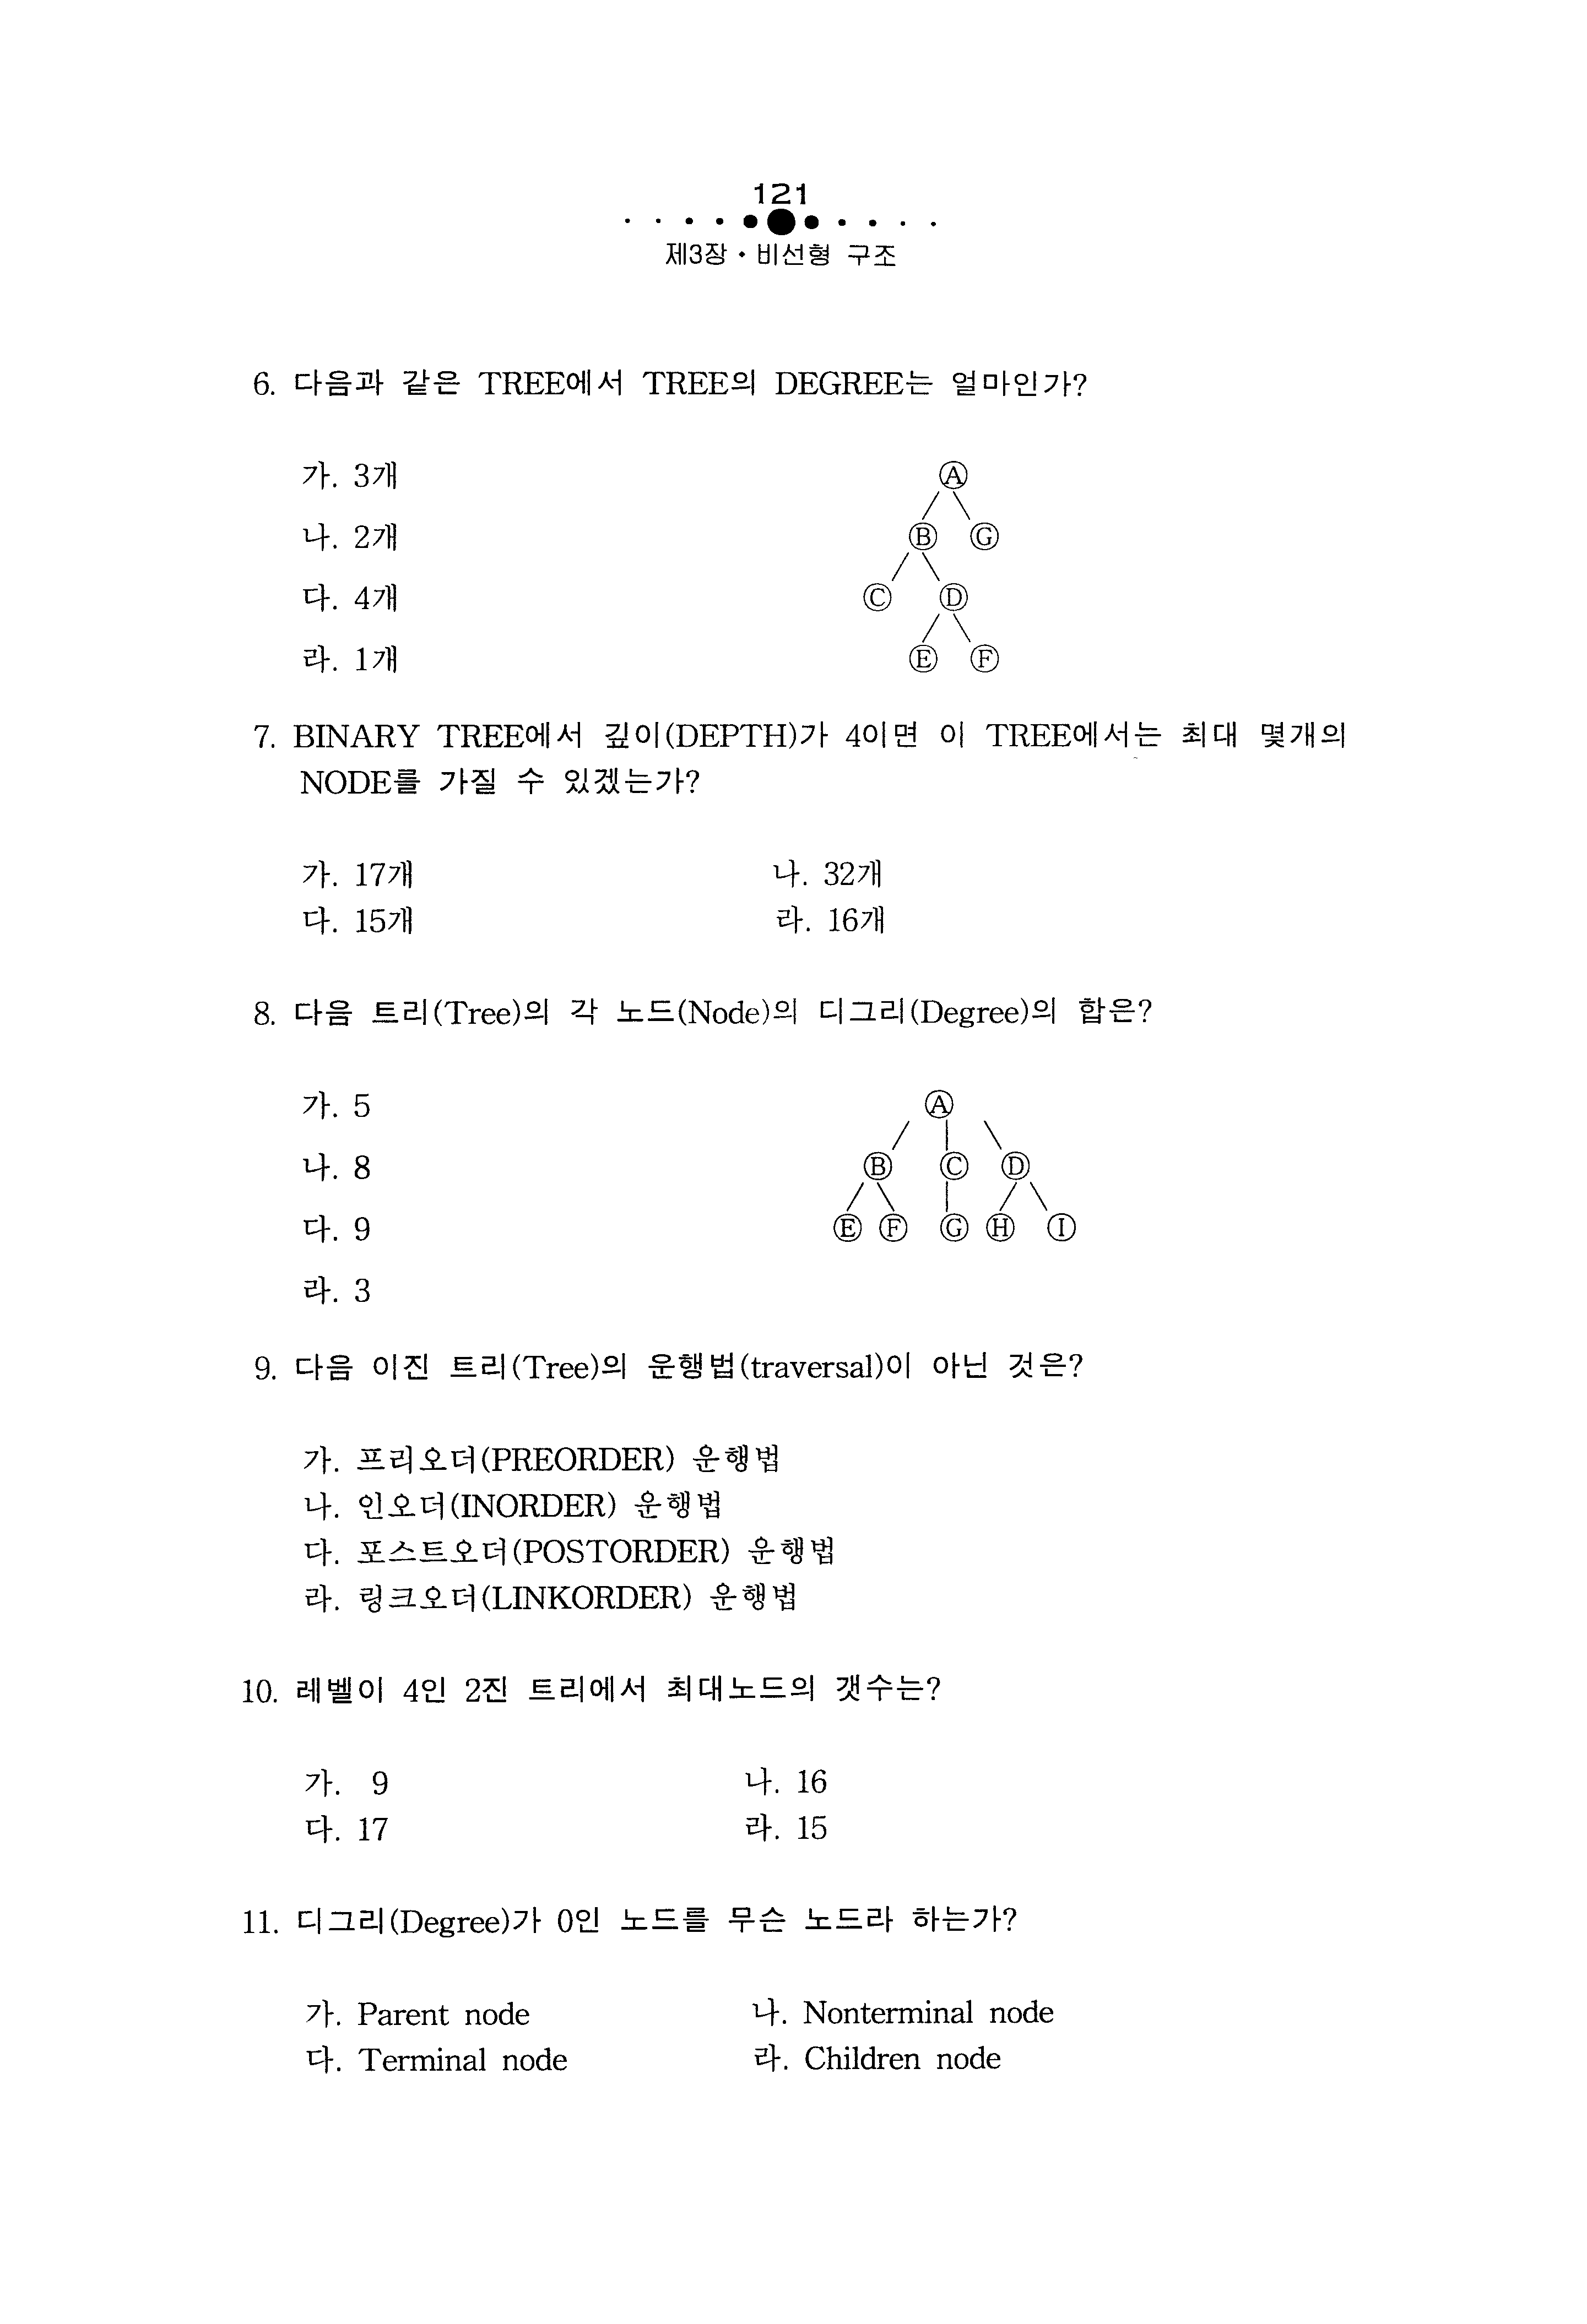 121
제3장 • 비선형 구조
6. 다음과 같은 TREE에서 TREE의 DEGREE는 얼마인가?
가. 3개
나. 2개
다. 4개
라. 1개
A
B G
C D
E F
7. BINARY TREE에서 깊이(DEPTH)가 4이면 이 TREE에서는 최대 몇개의
NODE를 가질 수 있겠는가?
가. 17개 나. 32개
다. 15개 라. 16개
8. 다음 트리(Tree)의 각 노드(Node)의 디그리(Degree)의 합은?
가. 5
나. 8
다. 9
라. 3
A
B C D
E F G H I
9. 다음 이진 트리(Tree)의 운행법(traversal)이 아닌 것은?
가. 프리오더(PREORDER) 운행법
나. 인오더(INORDER) 운행법
다. 포스트오더(POSTORDER) 운행법
라. 링크오더(LINKORDER) 운행법
10. 레벨이 4인 2진 트리에서 최대노드의 갯수는?
가. 9 나. 16
다. 17 라. 15
11. 디그리(Degree)가 0인 노드를 무슨 노드라 하는가?
가. Parent node 나. Nonterminal node
다. Terminal node 라. Children node